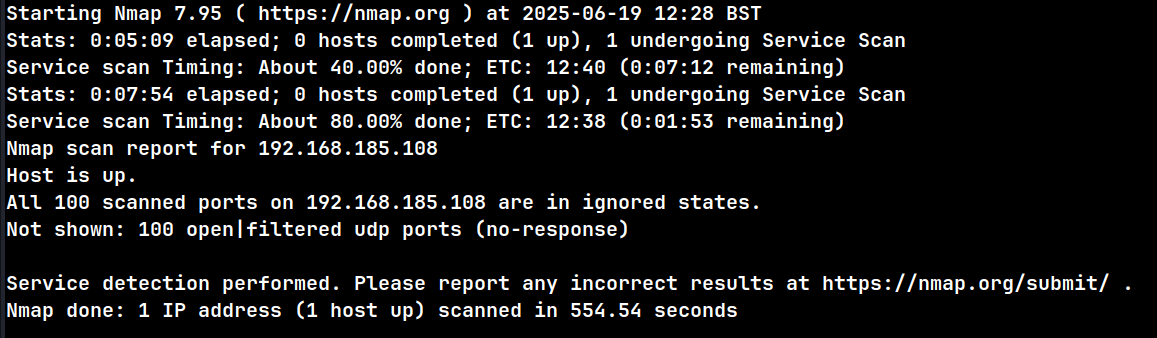 Starting Nmap 7.95 ( https://nmap.org ) at 2025-06-19 12:28 BST
Stats: 0:05:09 elapsed; 0 hosts completed (1 up), 1 undergoing Service Scan
Service scan Timing: About 40.00% done; ETC: 12:40 (0:07:12 remaining)
Stats: 0:07:54 elapsed; 0 hosts completed (1 up), 1 undergoing Service Scan
Service scan Timing: About 80.00% done; ETC: 12:38 (0:01:53 remaining)
Nmap scan report for 192.168.185.108
Host is up.
All 100 scanned ports on 192.168.185.108 are in ignored states.
Not shown: 100 open|filtered udp ports (no-response)

Service detection performed. Please report any incorrect results at https://nmap.org/submit/ .
Nmap done: 1 IP address (1 host up) scanned in 554.54 seconds